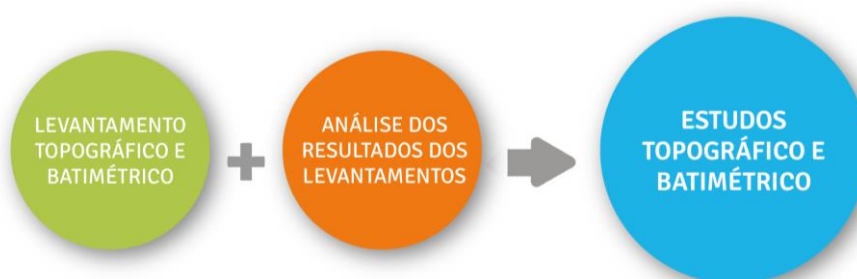 LEVANTAMENTO
TOPOGRÁFICO E
BATIMÉTRICO
+
ANÁLISE DOS
RESULTADOS DOS
LEVANTAMENTOS
ESTUDOS
TOPOGRÁFICO E
BATIMÉTRICO